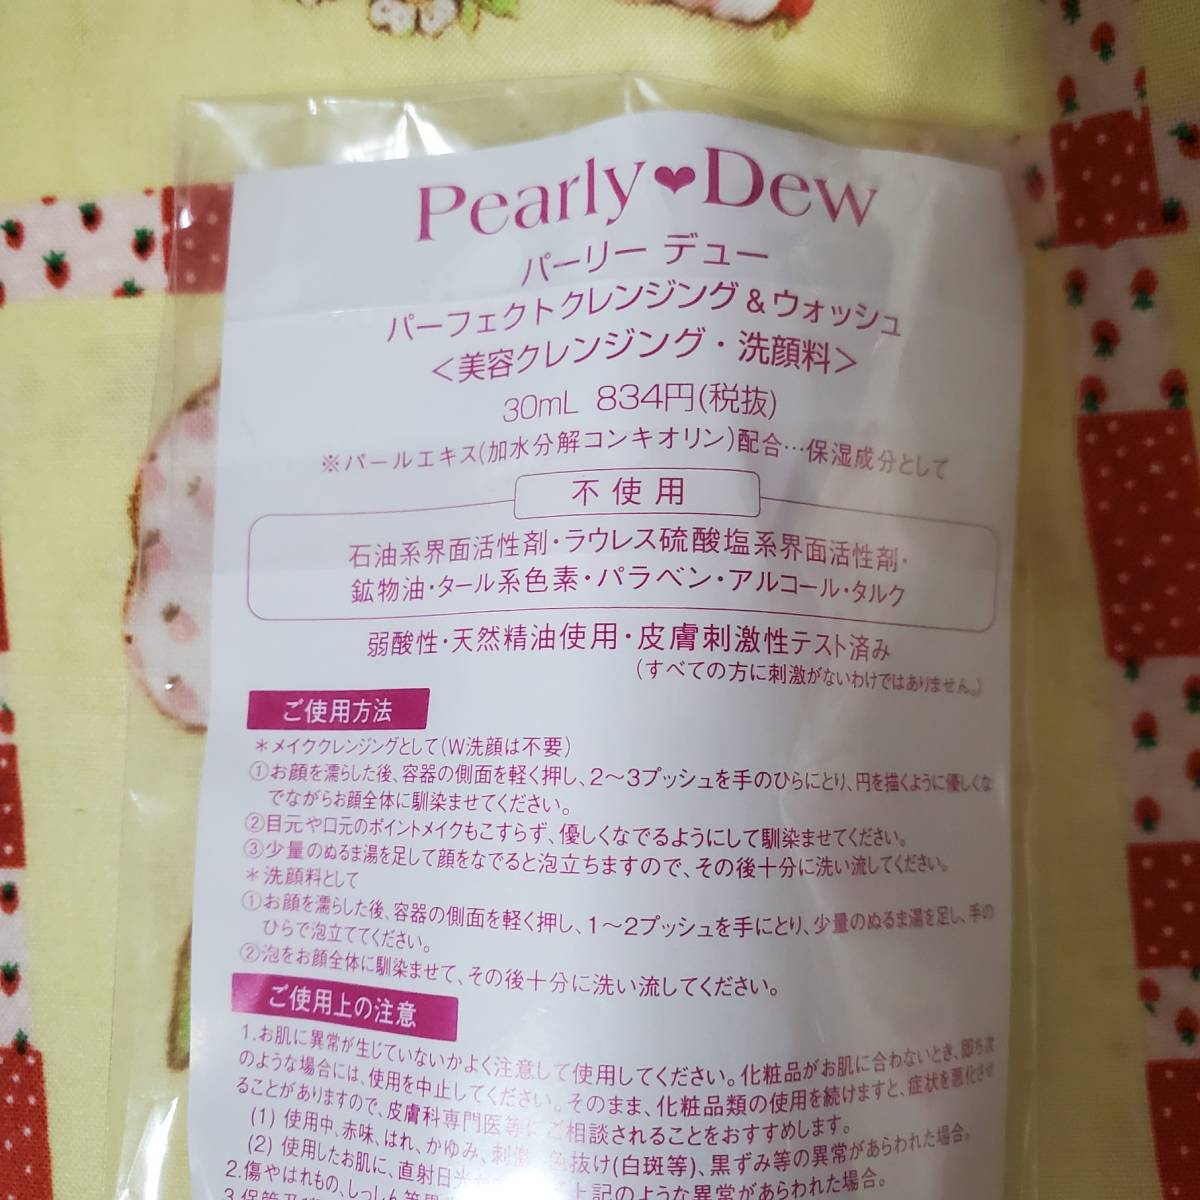 Pearly♥Dew
パーリー デュー
パーフェクトクレンジング&ウォッシュ
＜美容クレンジング・洗顔料＞
30mL 834円(税抜)
※パールエキス(加水分解コンキオリン)配合…保湿成分として
不使用
石油系界面活性剤・ラウレス硫酸塩系界面活性剤・
鉱物油・タール系色素・パラベン・アルコール・タルク
弱酸性・天然精油使用・皮膚刺激性テスト済み
(すべての方に刺激がないわけではありません。)
ご使用方法
＊メイククレンジングとして(W洗顔は不要)
①お顔を濡らした後、容器の側面を軽く押し、2〜3プッシュを手のひらにとり、円を描くように優しくな
でながらお顔全体に馴染ませてください。
②目元や口元のポイントメイクもこすらず、優しくなでるようにして馴染ませてください。
③少量のぬるま湯を足して顔をなでると泡立ちますので、その後十分に洗い流してください。
＊洗顔料として
①お顔を濡らした後、容器の側面を軽く押し、1〜2プッシュを手にとり、少量のぬるま湯を足し、手の
ひらで泡立ててください。
②泡をお顔全体に馴染ませて、その後十分に洗い流してください。
ご使用上の注意
1.お肌に異常が生じていないかよく注意して使用してください。化粧品がお肌に合わないとき、即ち次
のような場合には、使用を中止してください。そのまま、化粧品類の使用を続けますと、症状を悪化させ
ることがありますので、皮膚科専門医等にご相談されることをおすすめします。
(1) 使用中、赤味、はれ、かゆみ、刺激、色抜け(白斑等)、黒ずみ等の異常があらわれた場合。
(2) 使用したお肌に、直射日光 上記のような異常があらわれた場合。
2.傷やはれもの、しっしん等